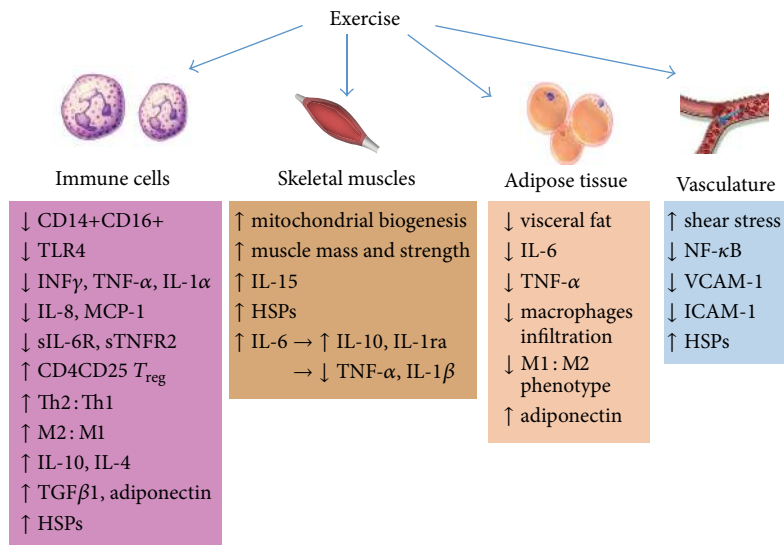 Exercise
Immune cells
↓ CD14+CD16+
↓ TLR4
↓ INFγ, TNF-α, IL-1α
↓ IL-8, MCP-1
↓ sIL-6R, sTNFR2
↑ CD4CD25 Treg
↑ Th2 : Th1
↑ M2 : M1
↑ IL-10, IL-4
↑ TGFβ1, adiponectin
↑ HSPs
Skeletal muscles
↑ mitochondrial biogenesis
↑ muscle mass and strength
↑ IL-15
↑ HSPs
↑ IL-6 → ↑ IL-10, IL-1ra
→ ↓ TNF-α, IL-1β
Adipose tissue
↓ visceral fat
↓ IL-6
↓ TNF-α
↓ macrophages
infiltration
↓ M1 : M2
phenotype
↑ adiponectin
Vasculature
↑ shear stress
↓ NF-κB
↓ VCAM-1
↓ ICAM-1
↑ HSPs